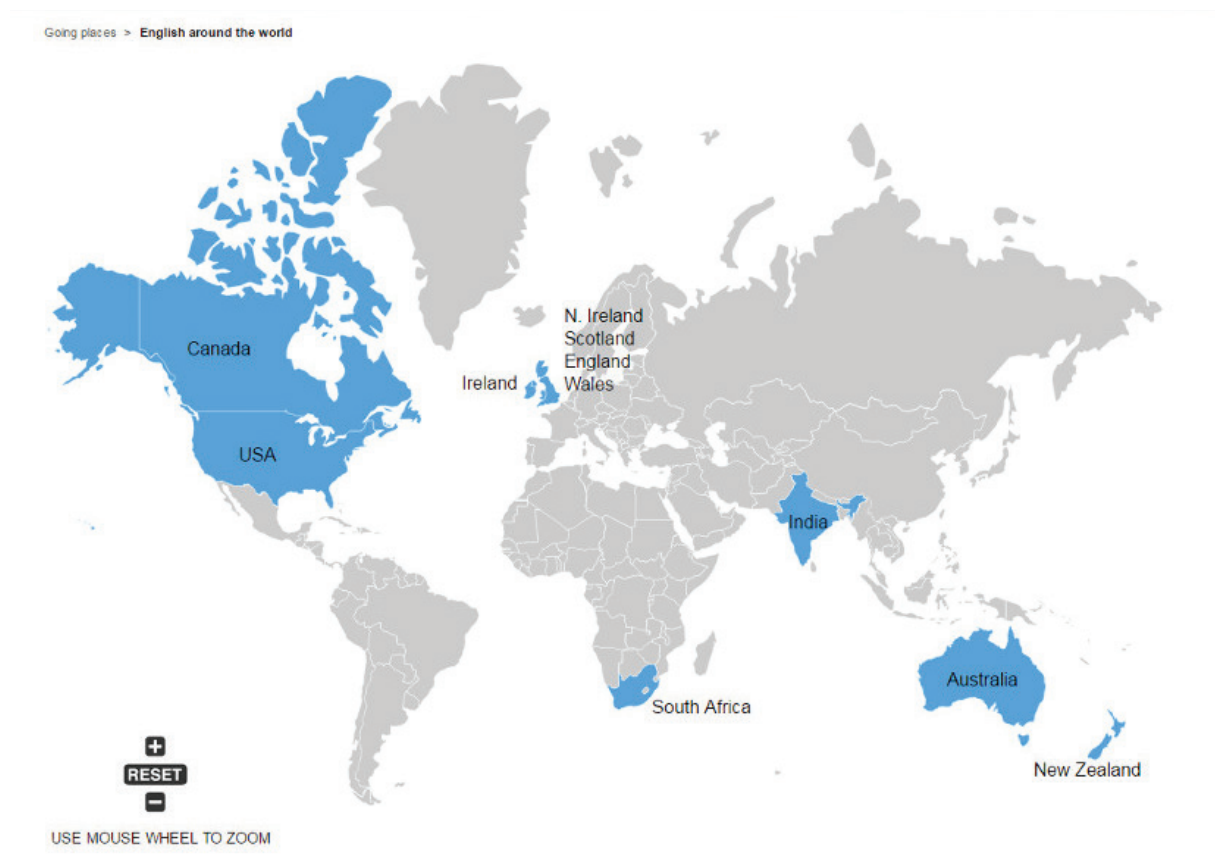 Going places > English around the world
N. Ireland
Scotland
England
Wales
Ireland
Canada
USA
India
Australia
South Africa
New Zealand
RESET
USE MOUSE WHEEL TO ZOOM